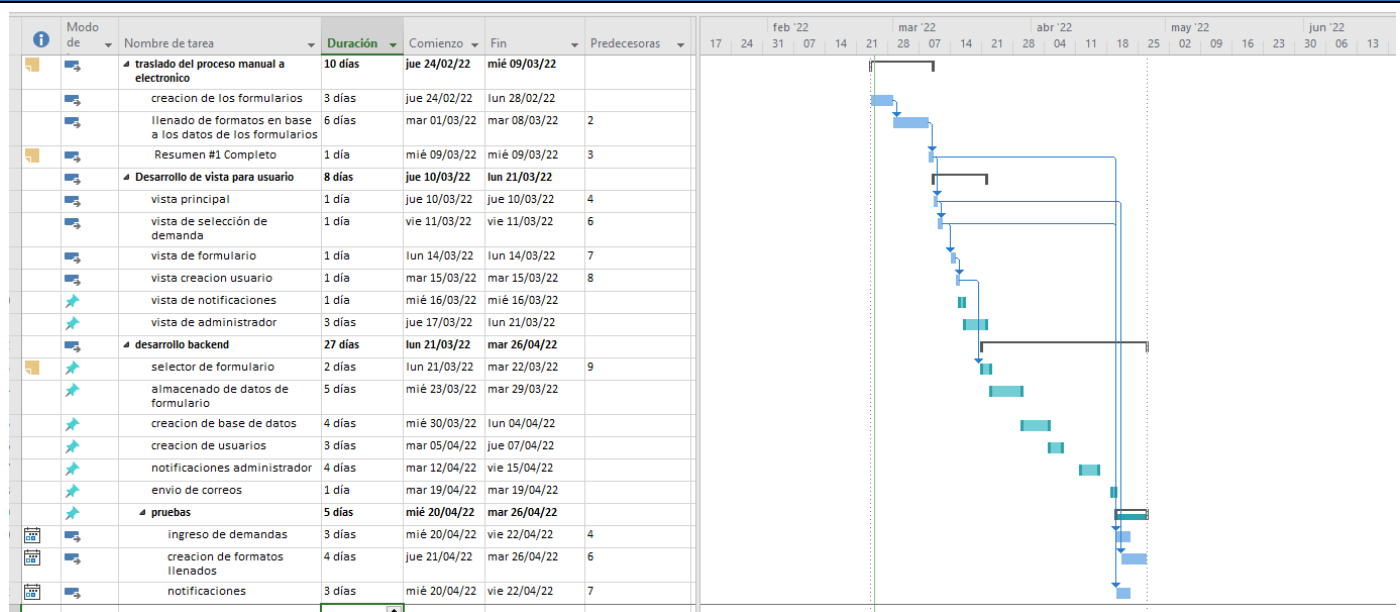 feb '22 mar '22 abr '22 may '22 jun '22
Modo de Nombre de tarea Duración Comienzo Fin Predecesoras 17 24 31 07 14 21 28 07 14 21 28 04 11 18 25 02 09 16 23 30 06 13
traslado del proceso manual a 10 días jue 24/02/22 mié 09/03/22
electronico
creacion de los formularios 3 días jue 24/02/22 lun 28/02/22
llenado de formatos en base 6 días mar 01/03/22 mar 08/03/22 2
a los datos de los formularios
Resumen #1 Completo 1 día mié 09/03/22 mié 09/03/22 3
Desarrollo de vista para usuario 8 días jue 10/03/22 lun 21/03/22
vista principal 1 día jue 10/03/22 jue 10/03/22 4
vista de selección de 1 día vie 11/03/22 vie 11/03/22 6
demanda
vista de formulario 1 día lun 14/03/22 lun 14/03/22 7
vista creacion usuario 1 día mar 15/03/22 mar 15/03/22 8
vista de notificaciones 1 día mié 16/03/22 mié 16/03/22
vista de administrador 3 días jue 17/03/22 lun 21/03/22
desarrollo backend 27 días lun 21/03/22 mar 26/04/22
selector de formulario 2 días lun 21/03/22 mar 22/03/22 9
almacenado de datos de 5 días mié 23/03/22 mar 29/03/22
formulario
creacion de base de datos 4 días mié 30/03/22 lun 04/04/22
creacion de usuarios 3 días mar 05/04/22 jue 07/04/22
notificaciones administrador 4 días mar 12/04/22 vie 15/04/22
envio de correos 1 día mar 19/04/22 mar 19/04/22
pruebas 5 días mié 20/04/22 mar 26/04/22
ingreso de demandas 3 días mié 20/04/22 vie 22/04/22 4
creacion de formatos 4 días jue 21/04/22 mar 26/04/22 6
llenados
notificaciones 3 días mié 20/04/22 vie 22/04/22 7